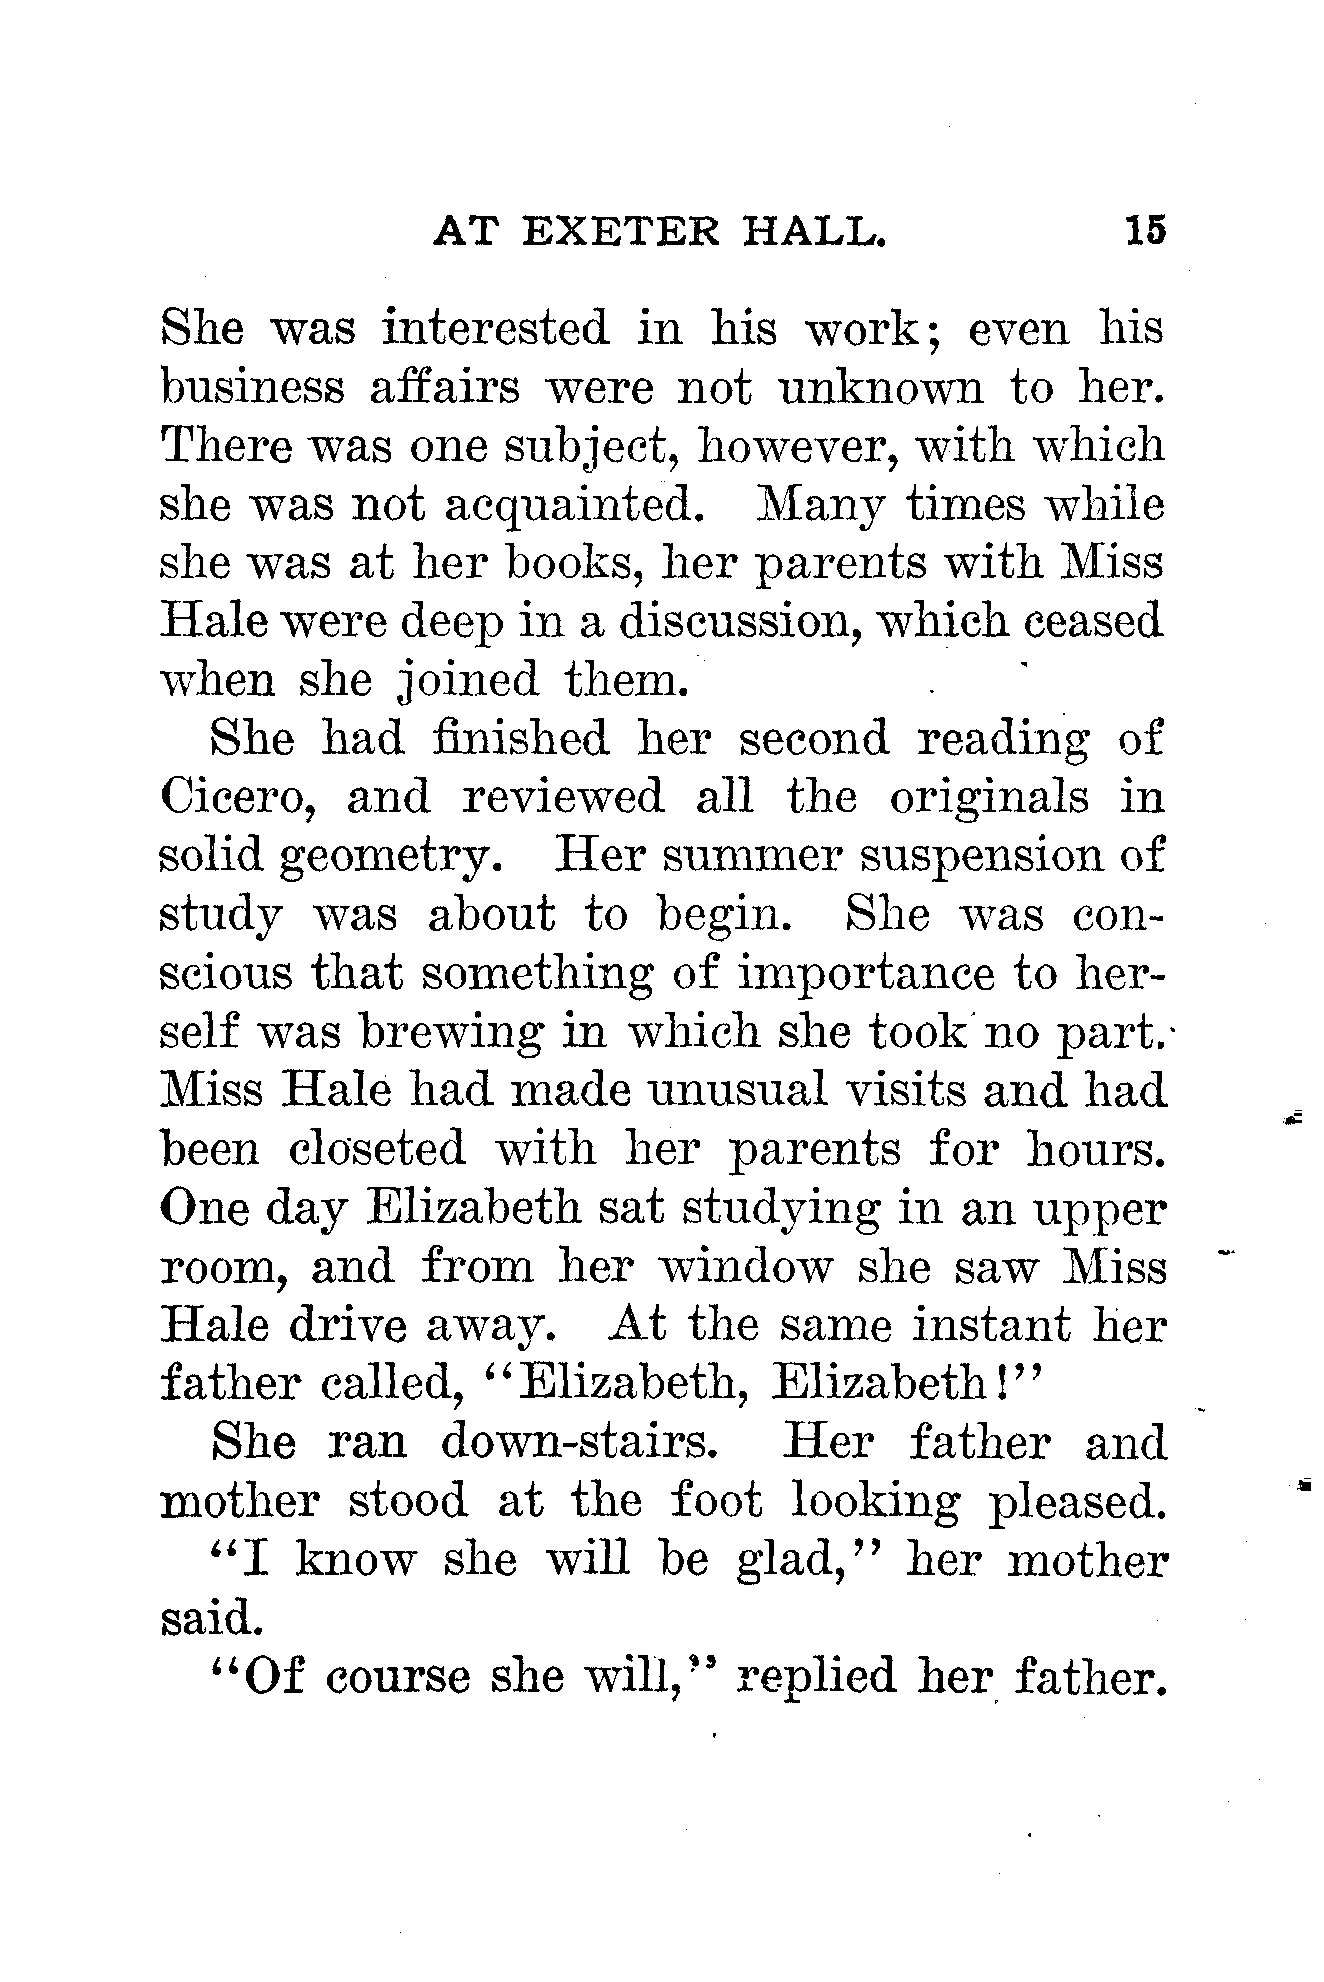 AT EXETER HALL. 15
She was interested in his work; even his
business affairs were not unknown to her.
There was one subject, however, with which
she was not acquainted. Many times while
she was at her books, her parents with Miss
Hale were deep in a discussion, which ceased
when she joined them.
She had finished her second reading of
Cicero, and reviewed all the originals in
solid geometry. Her summer suspension of
study was about to begin. She was con-
scious that something of importance to her-
self was brewing in which she took no part.
Miss Hale had made unusual visits and had
been closeted with her parents for hours.
One day Elizabeth sat studying in an upper
room, and from her window she saw Miss
Hale drive away. At the same instant her
father called, “Elizabeth, Elizabeth!”
She ran down-stairs. Her father and
mother stood at the foot looking pleased.
“I know she will be glad,” her mother
said.
“Of course she will,” replied her father.